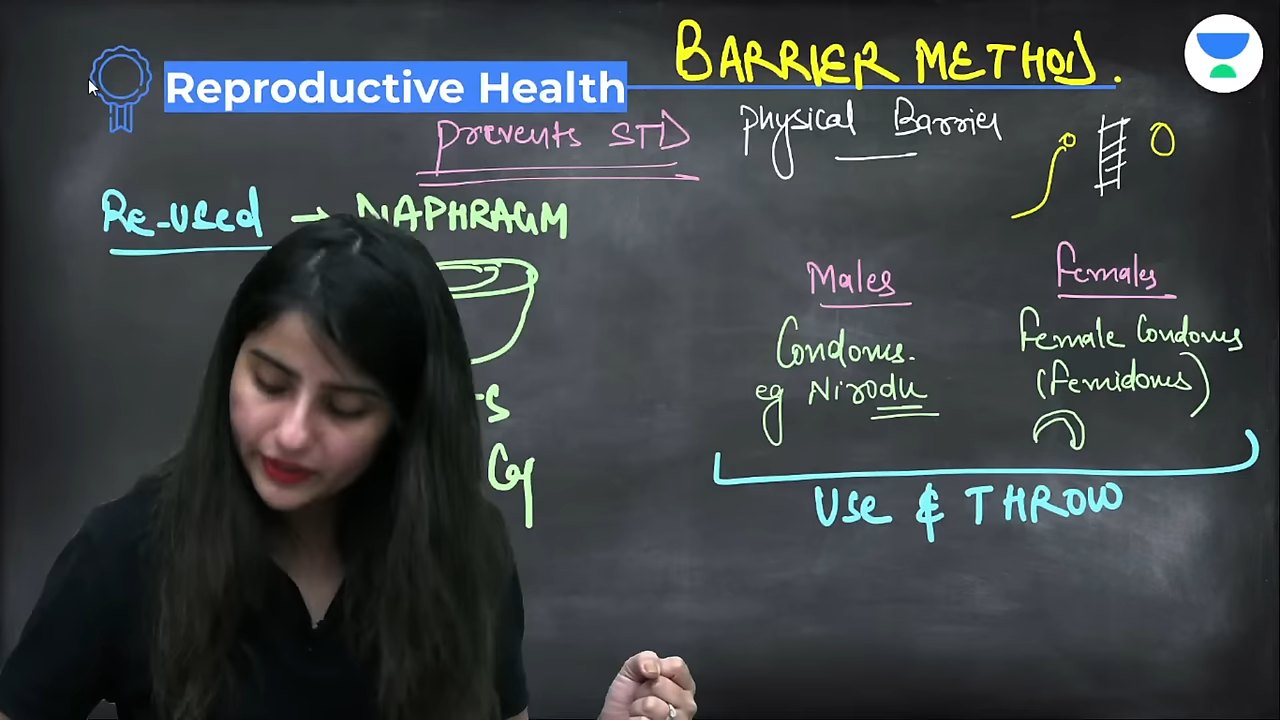 BARRIER METHOD.
Reproductive Health
Prevents STD
Physical Barrier
Re-used → DIAPHRAGM
Males
Females
Condoms.
eg Nirodh
Female Condoms
(Femidoms)
Use & THROW